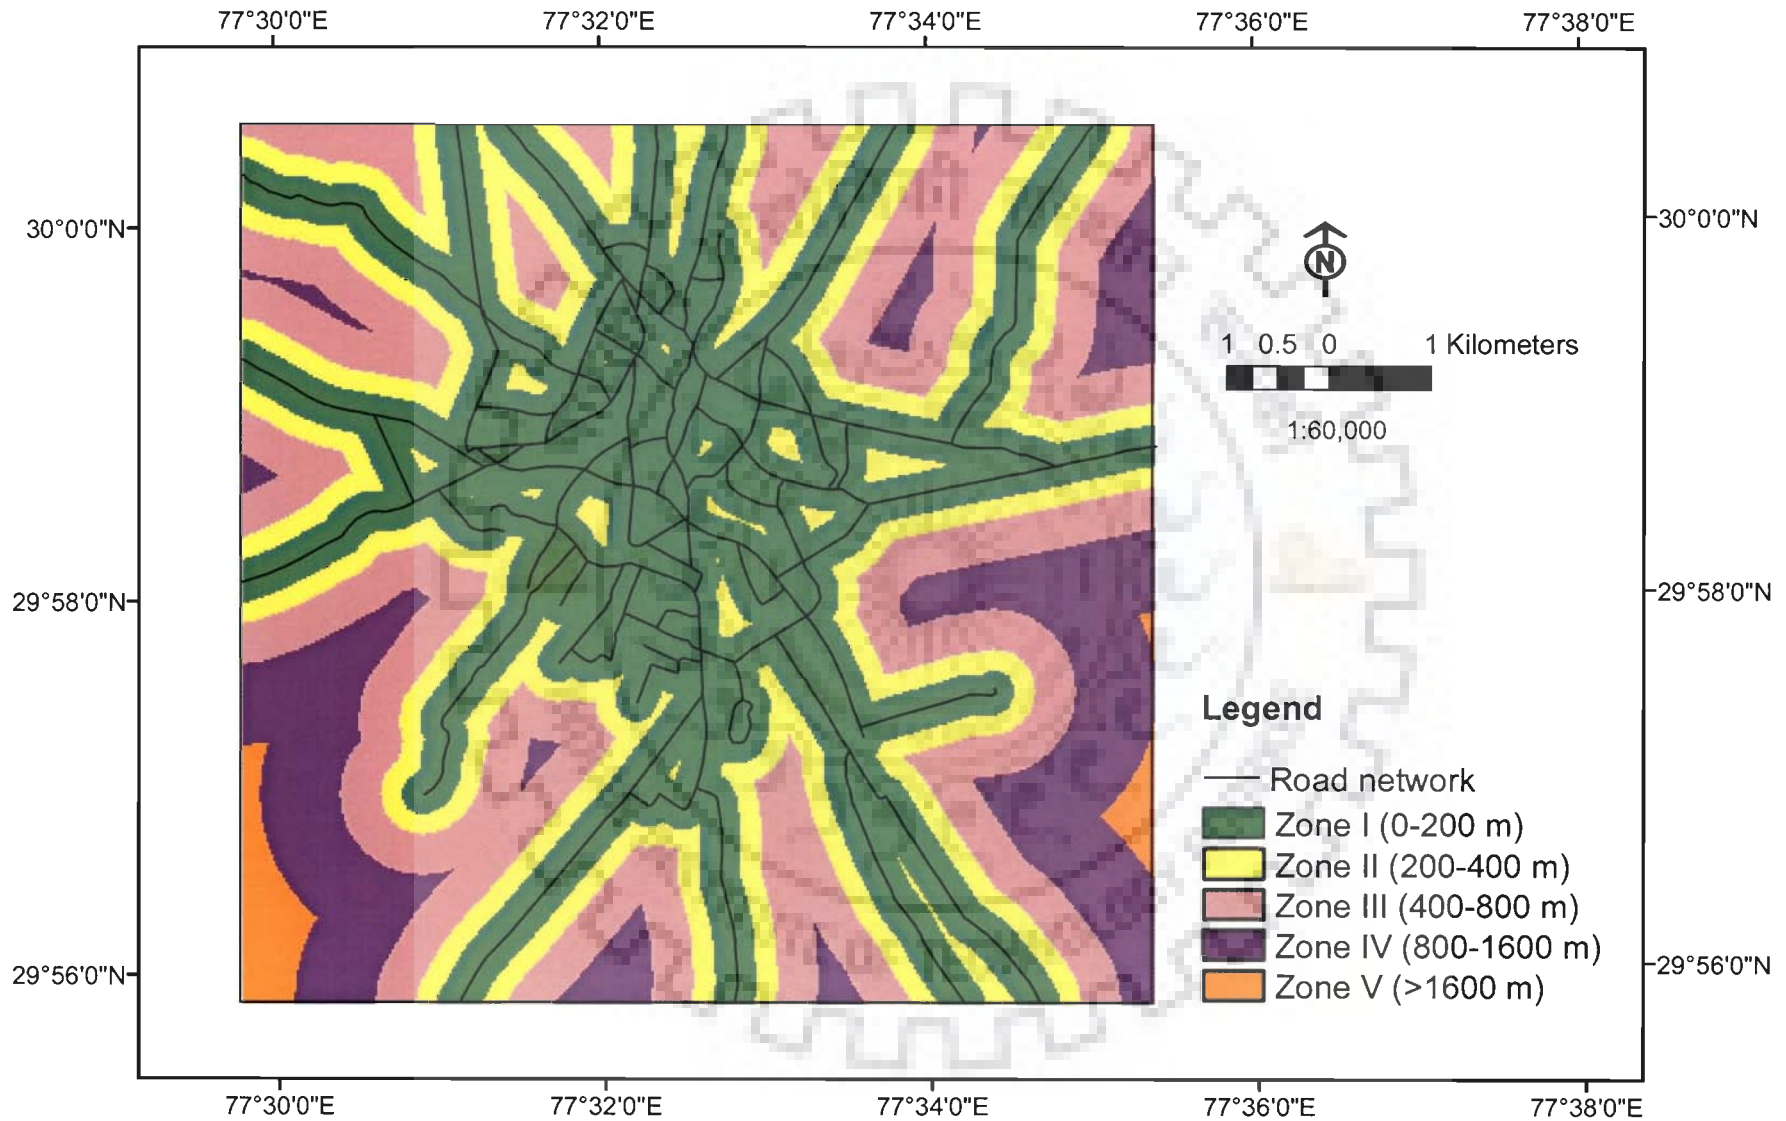 77°30'0"E 77°32'0"E 77°34'0"E 77°36'0"E 77°38'0"E
30°0'0"N
30°0'0"N
N
1 0.5 0 1 Kilometers
1:60,000
29°58'0"N
29°58'0"N
Legend
Road network
Zone I (0-200 m)
Zone II (200-400 m)
Zone III (400-800 m)
Zone IV (800-1600 m)
Zone V (>1600 m)
29°56'0"N
29°56'0"N
77°30'0"E 77°32'0"E 77°34'0"E 77°36'0"E 77°38'0"E